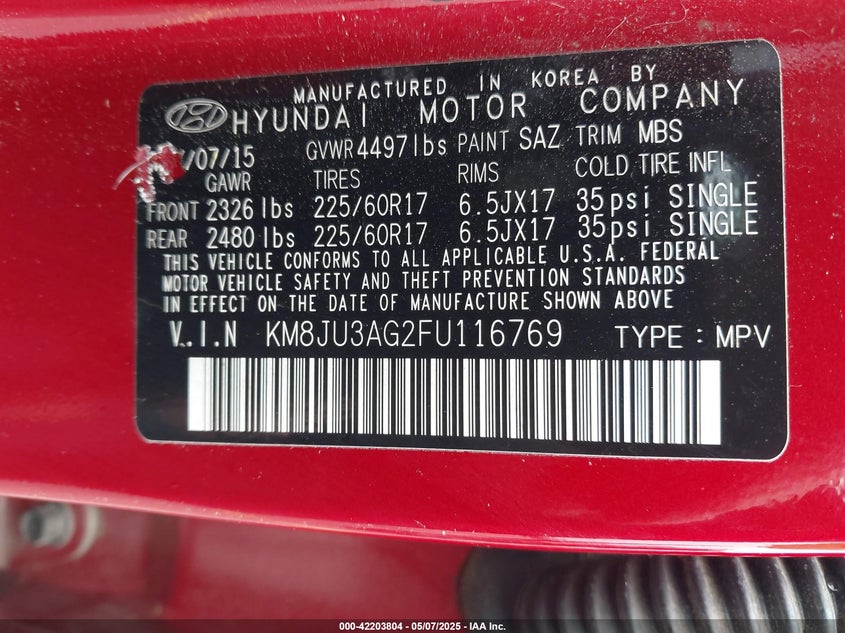 MANUFACTURED IN KOREA BY
HYUNDAI MOTOR COMPANY
/07/15 GVWR 4497lbs PAINT SAZ TRIM MBS
GAWR TIRES RIMS COLD TIRE INFL
FRONT 2326 lbs 225/60R17 6.5JX17 35psi SINGLE
REAR 2480 lbs 225/60R17 6.5JX17 35psi SINGLE
THIS VEHICLE CONFORMS TO ALL APPLICABLE U.S.A. FEDERAL
MOTOR VEHICLE SAFETY AND THEFT PREVENTION STANDARDS
IN EFFECT ON THE DATE OF MANUFACTURE SHOWN ABOVE
V.I.N KM8JU3AG2FU116769 TYPE : MPV
000-42203804 — 05/07/2025 — IAA Inc.